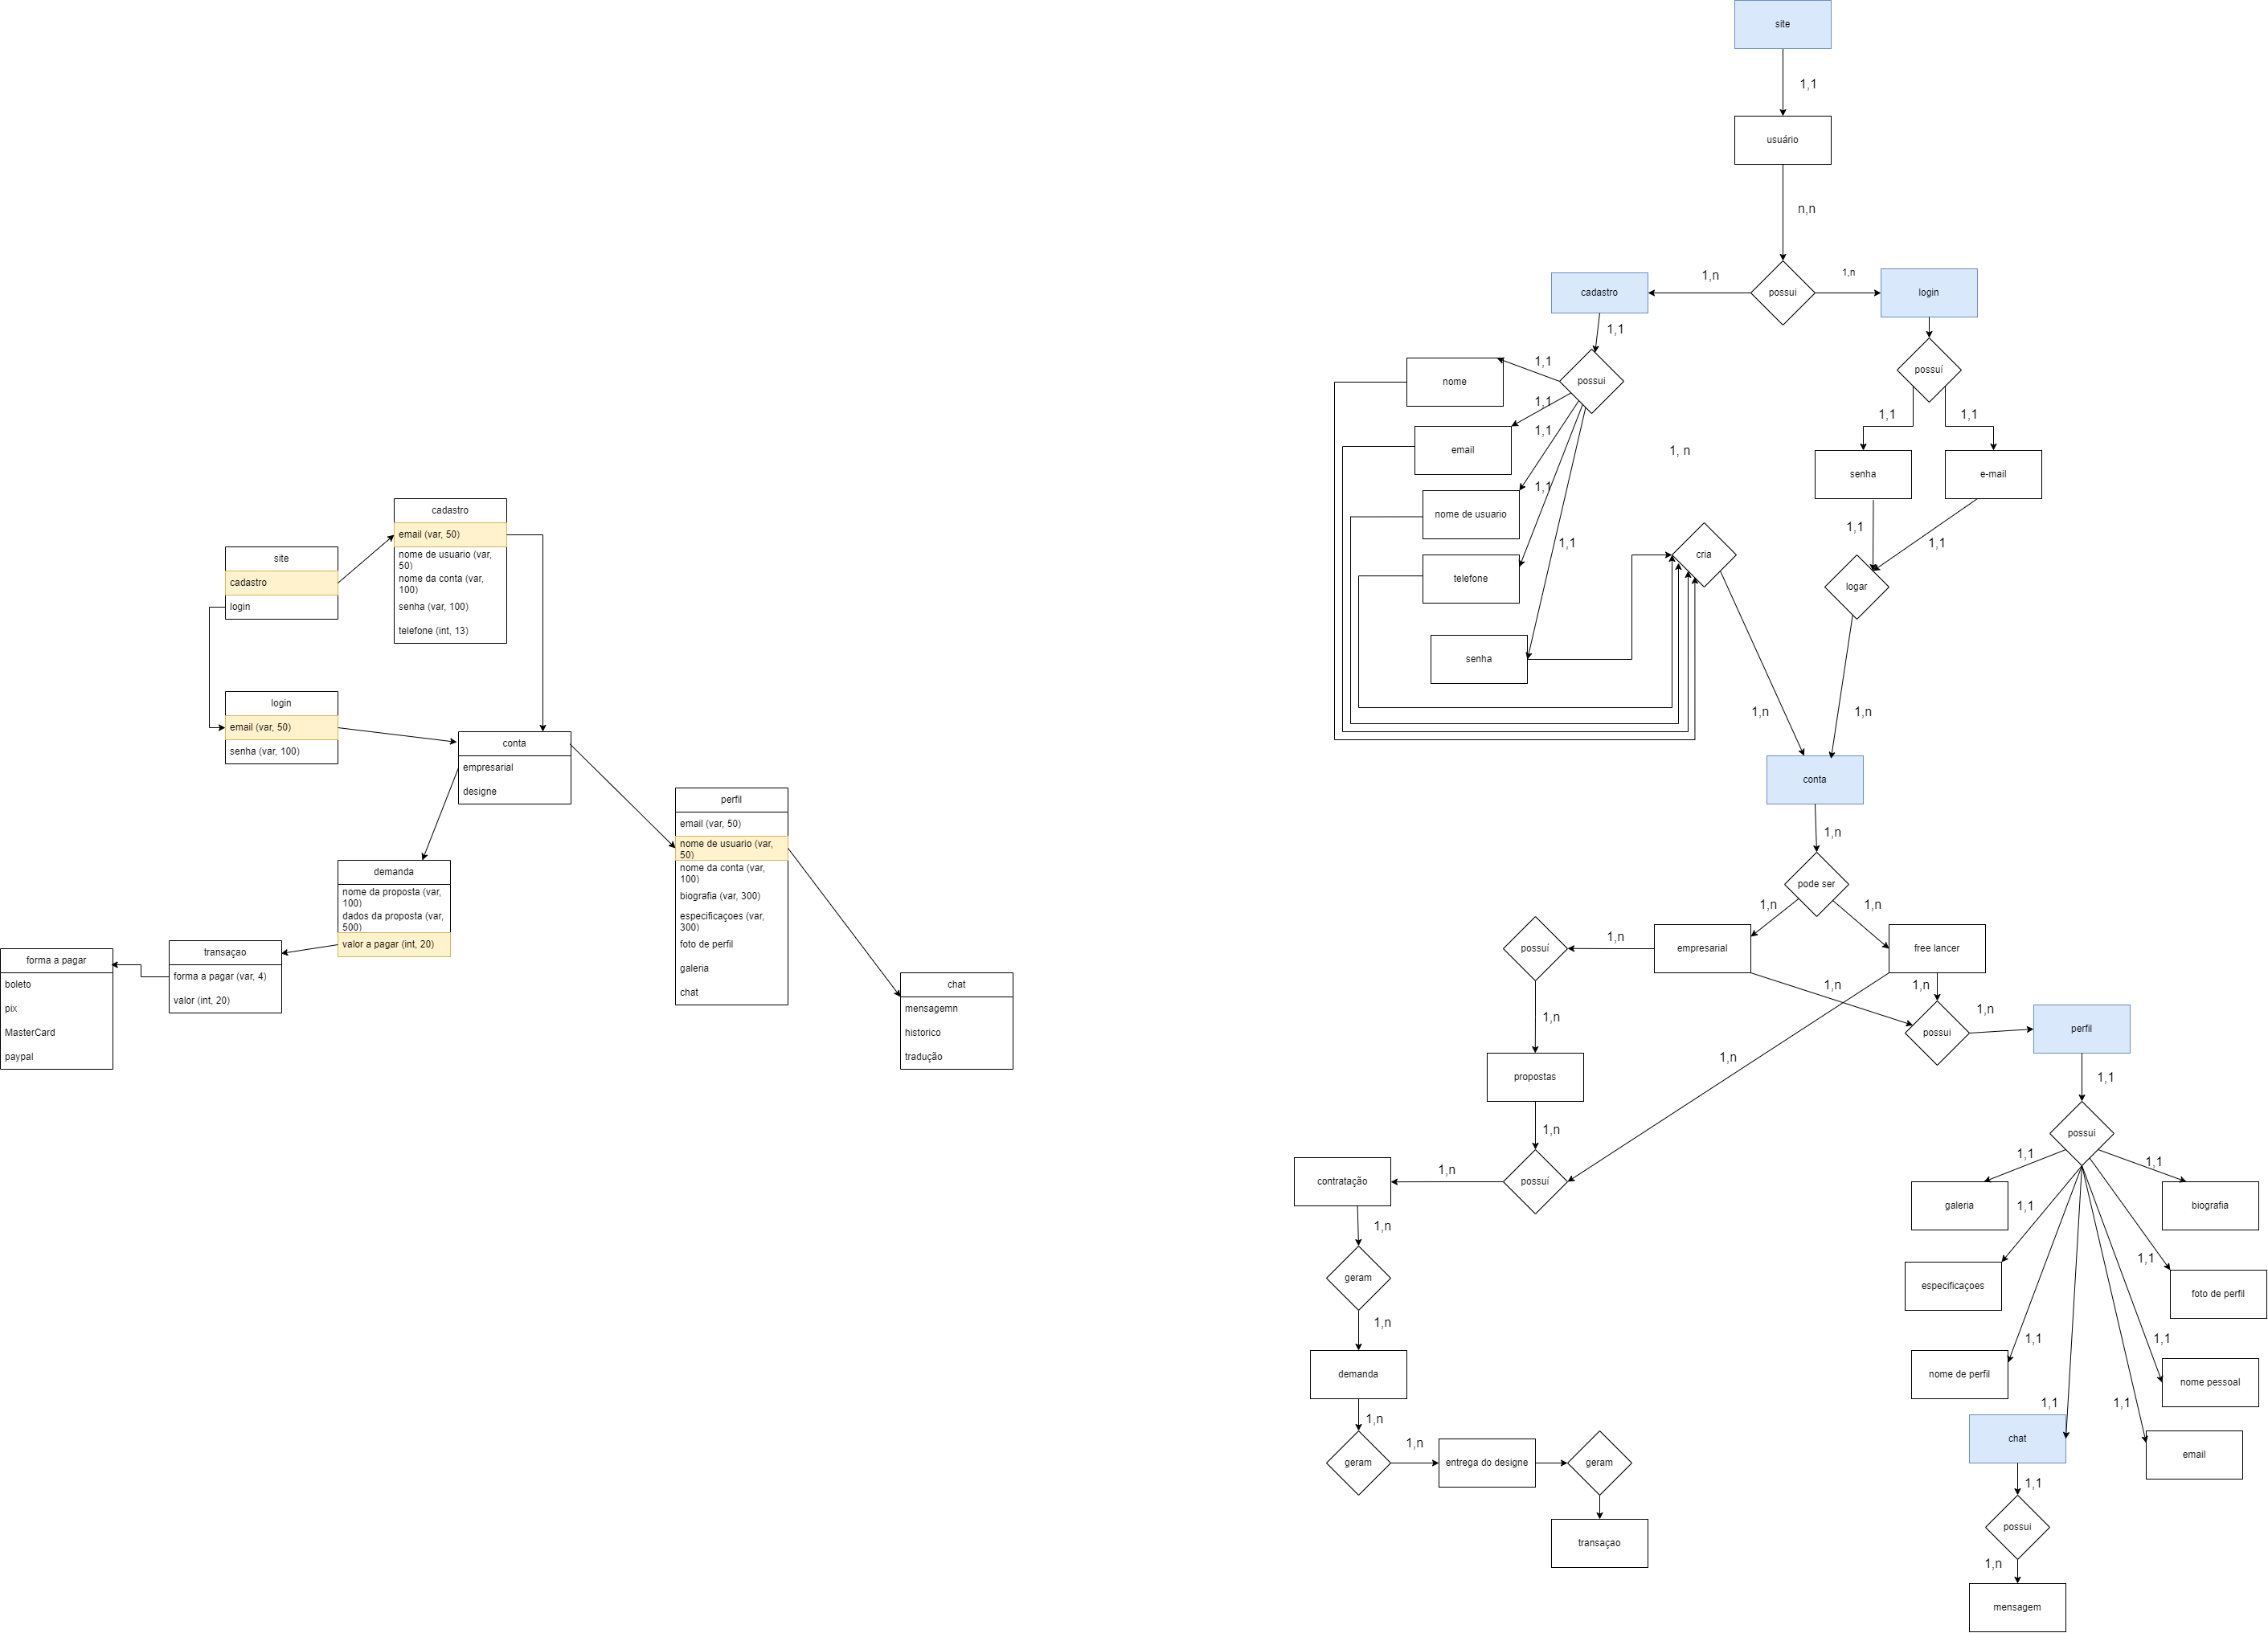 cadastro
email (var, 50)
nome de usuario (var,
50)
nome da conta (var,
100)
senha (var, 100)
telefone (int, 13)
site
cadastro
login
login
email (var, 50)
senha (var, 100)
conta
empresarial
designe
perfil
email (var, 50)
nome de usuario (var,
50)
nome da conta (var,
100)
biografia (var, 300)
especificaçoes (var,
300)
foto de perfil
galeria
chat
demanda
nome da proposta (var,
100)
dados da proposta (var,
500)
valor a pagar (int, 20)
transaçao
forma a pagar (var, 4)
valor (int, 20)
forma a pagar
boleto
pix
MasterCard
paypal
chat
mensagemn
historico
tradução
site
1,1
usuário
n,n
possui
1,n
1,n
cadastro
login
1,1
possui
possuí
1,1
nome
1,1
email
1,1
nome de usuario
1,1
telefone
1,1
senha
1, n
cria
1,1
1,1
senha
e-mail
1,1
1,1
logar
1,n
1,n
conta
1,n
pode ser
1,n
1,n
empresarial
free lancer
1,n
possuí
1,n
1,n
possui
1,n
perfil
1,n
propostas
1,n
1,n
possuí
1,n
contratação
1,n
geram
1,n
demanda
1,n
geram
1,n
entrega do designe
geram
transaçao
1,1
possui
1,1
1,1
galeria
1,1
biografia
especificaçoes
1,1
foto de perfil
1,1
1,1
nome de perfil
nome pessoal
1,1
1,1
chat
email
1,1
possui
1,n
mensagem